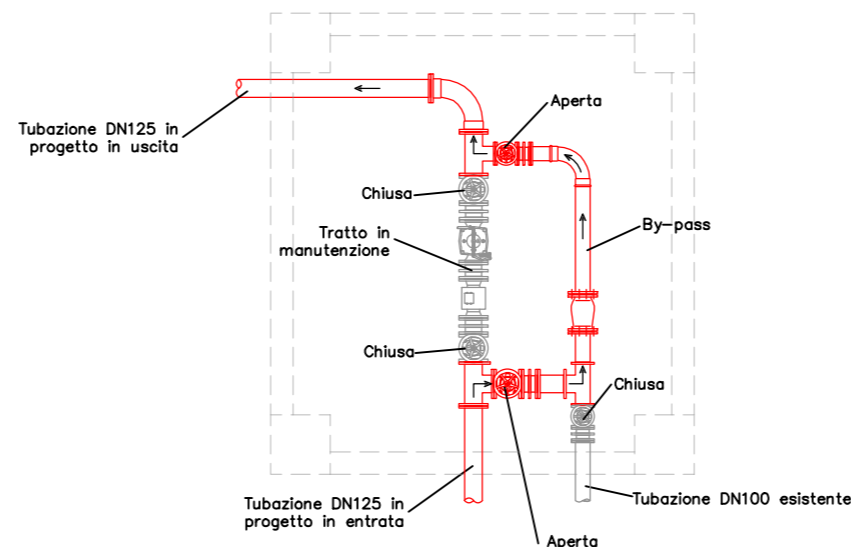 Aperta
Tubazione DN125 in
progetto in uscita
Chiusa
By-pass
Tratto in
manutenzione
Chiusa
Chiusa
Tubazione DN125 in
progetto in entrata
Tubazione DN100 esistente
Aperta